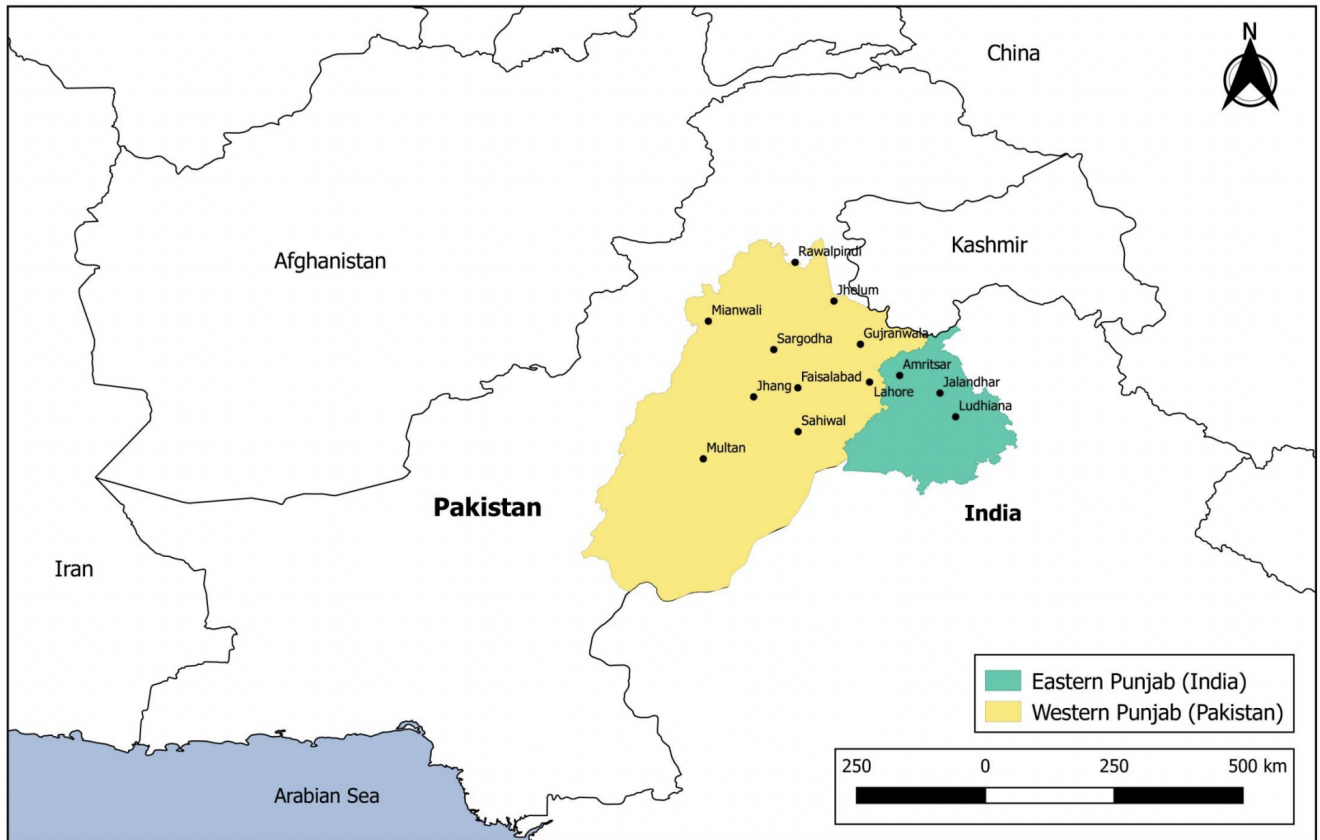 N
China
Kashmir
Afghanistan
Rawalpindi
Jhelum
Mianwali
Gujranwala
Sargodha
Amritsar
Faisalabad
Jhang
Lahore
Jalandhar
Ludhiana
Sahiwal
Multan
Pakistan
India
Iran
Arabian Sea
Eastern Punjab (India)
Western Punjab (Pakistan)
250 0 250 500 km